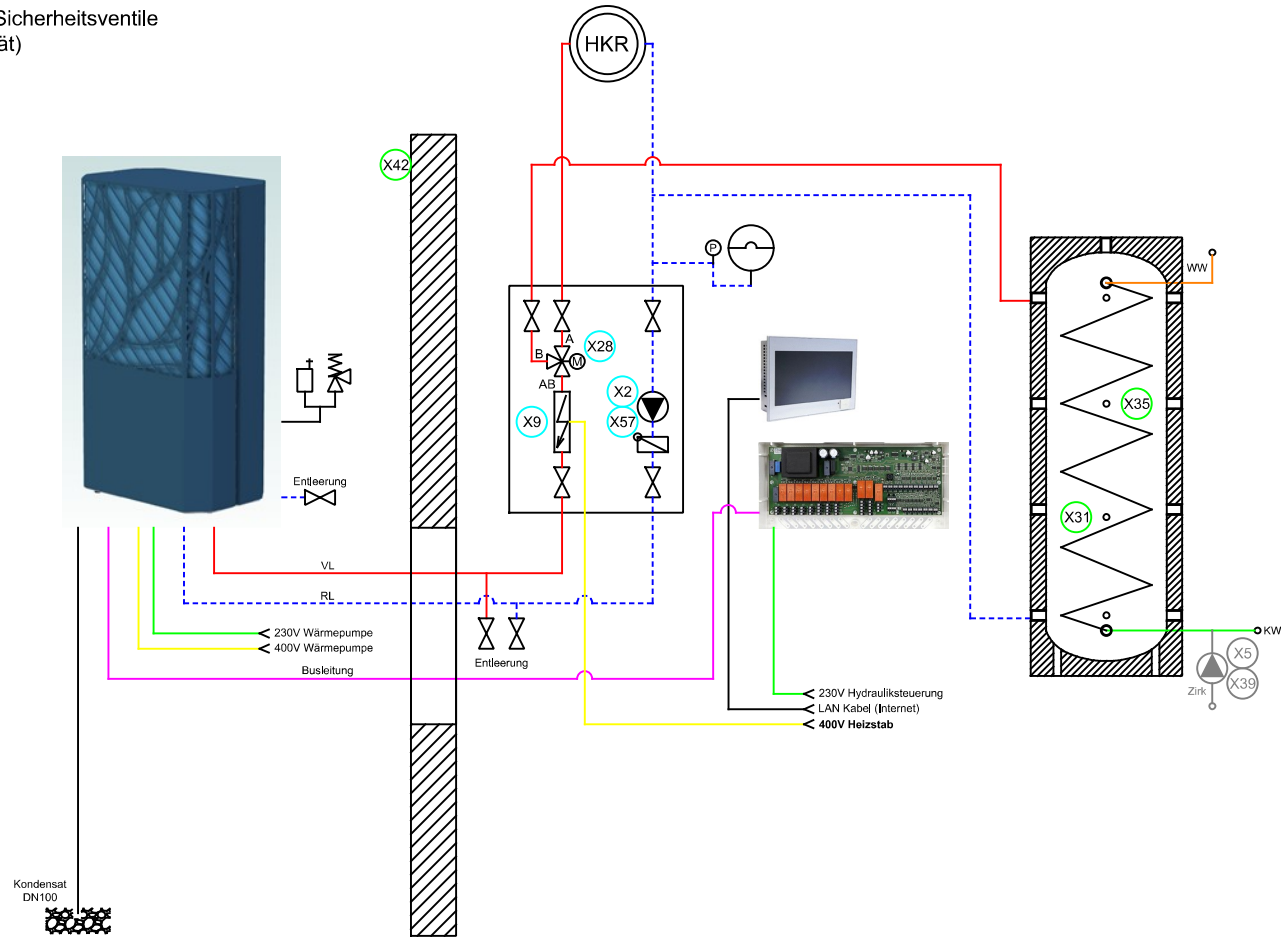 Sicherheitsventile
ät)
HKR
X42
P
WW
A
X28
B
M
AB
X2
X9
X57
X35
Entleerung
X31
VL
RL
230V Wärmepumpe
400V Wärmepumpe
Entleerung
Busleitung
KW
X5
X39
Zirk
230V Hydrauliksteuerung
LAN Kabel (Internet)
400V Heizstab
Kondensat
DN100